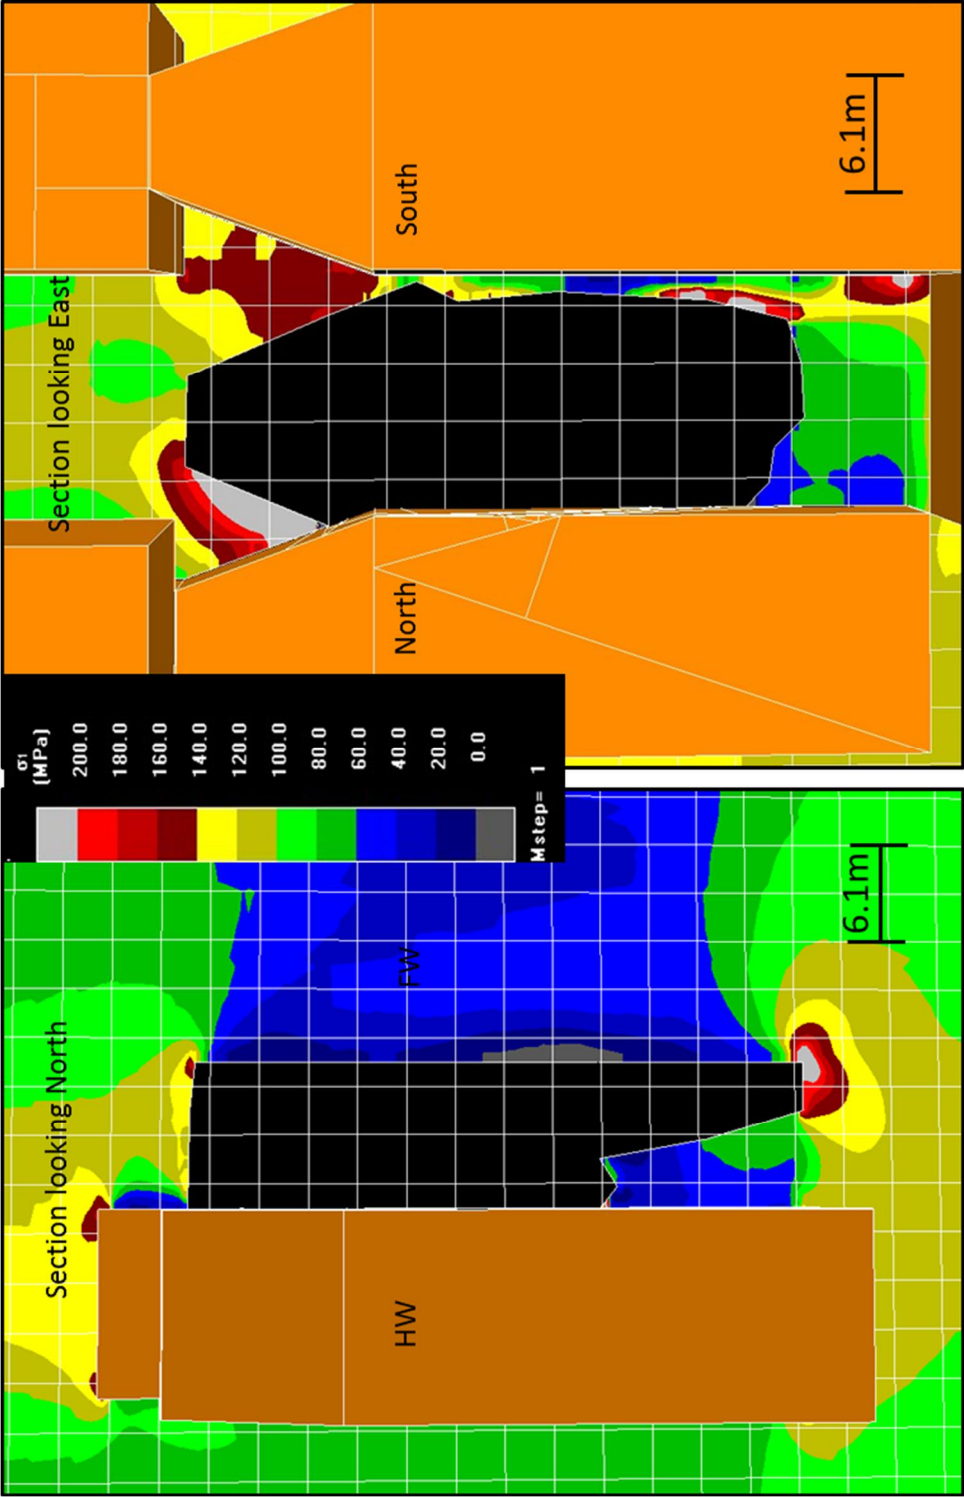 Section looking North
HW
FW
6.1m
σ1
(MPa)
200.0
180.0
160.0
140.0
120.0
100.0
80.0
60.0
40.0
20.0
0.0
Mstep= 1
Section looking East
North
South
6.1m